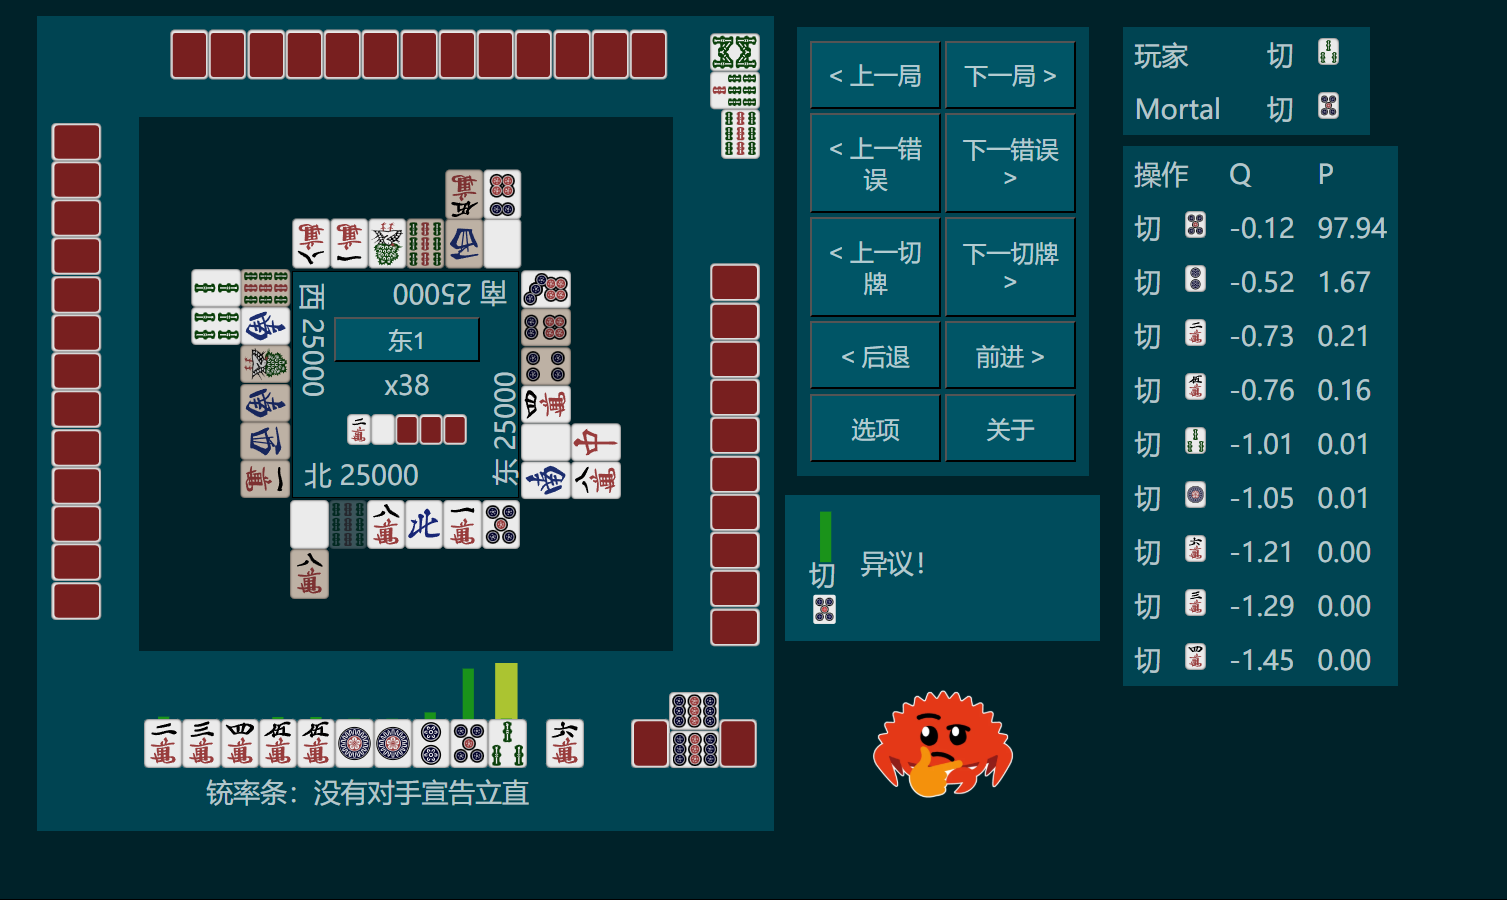 南 25000
西 25000
东1
x38
东 25000
北 25000
铳率条：没有对手宣告立直
< 上一局
下一局 >
< 上一错
误
下一错误
>
< 上一切
牌
下一切牌
>
< 后退
前进 >
选项
关于
切
异议！
玩家 切
Mortal 切
操作 Q P
切 -0.12 97.94
切 -0.52 1.67
切 -0.73 0.21
切 -0.76 0.16
切 -1.01 0.01
切 -1.05 0.01
切 -1.21 0.00
切 -1.29 0.00
切 -1.45 0.00